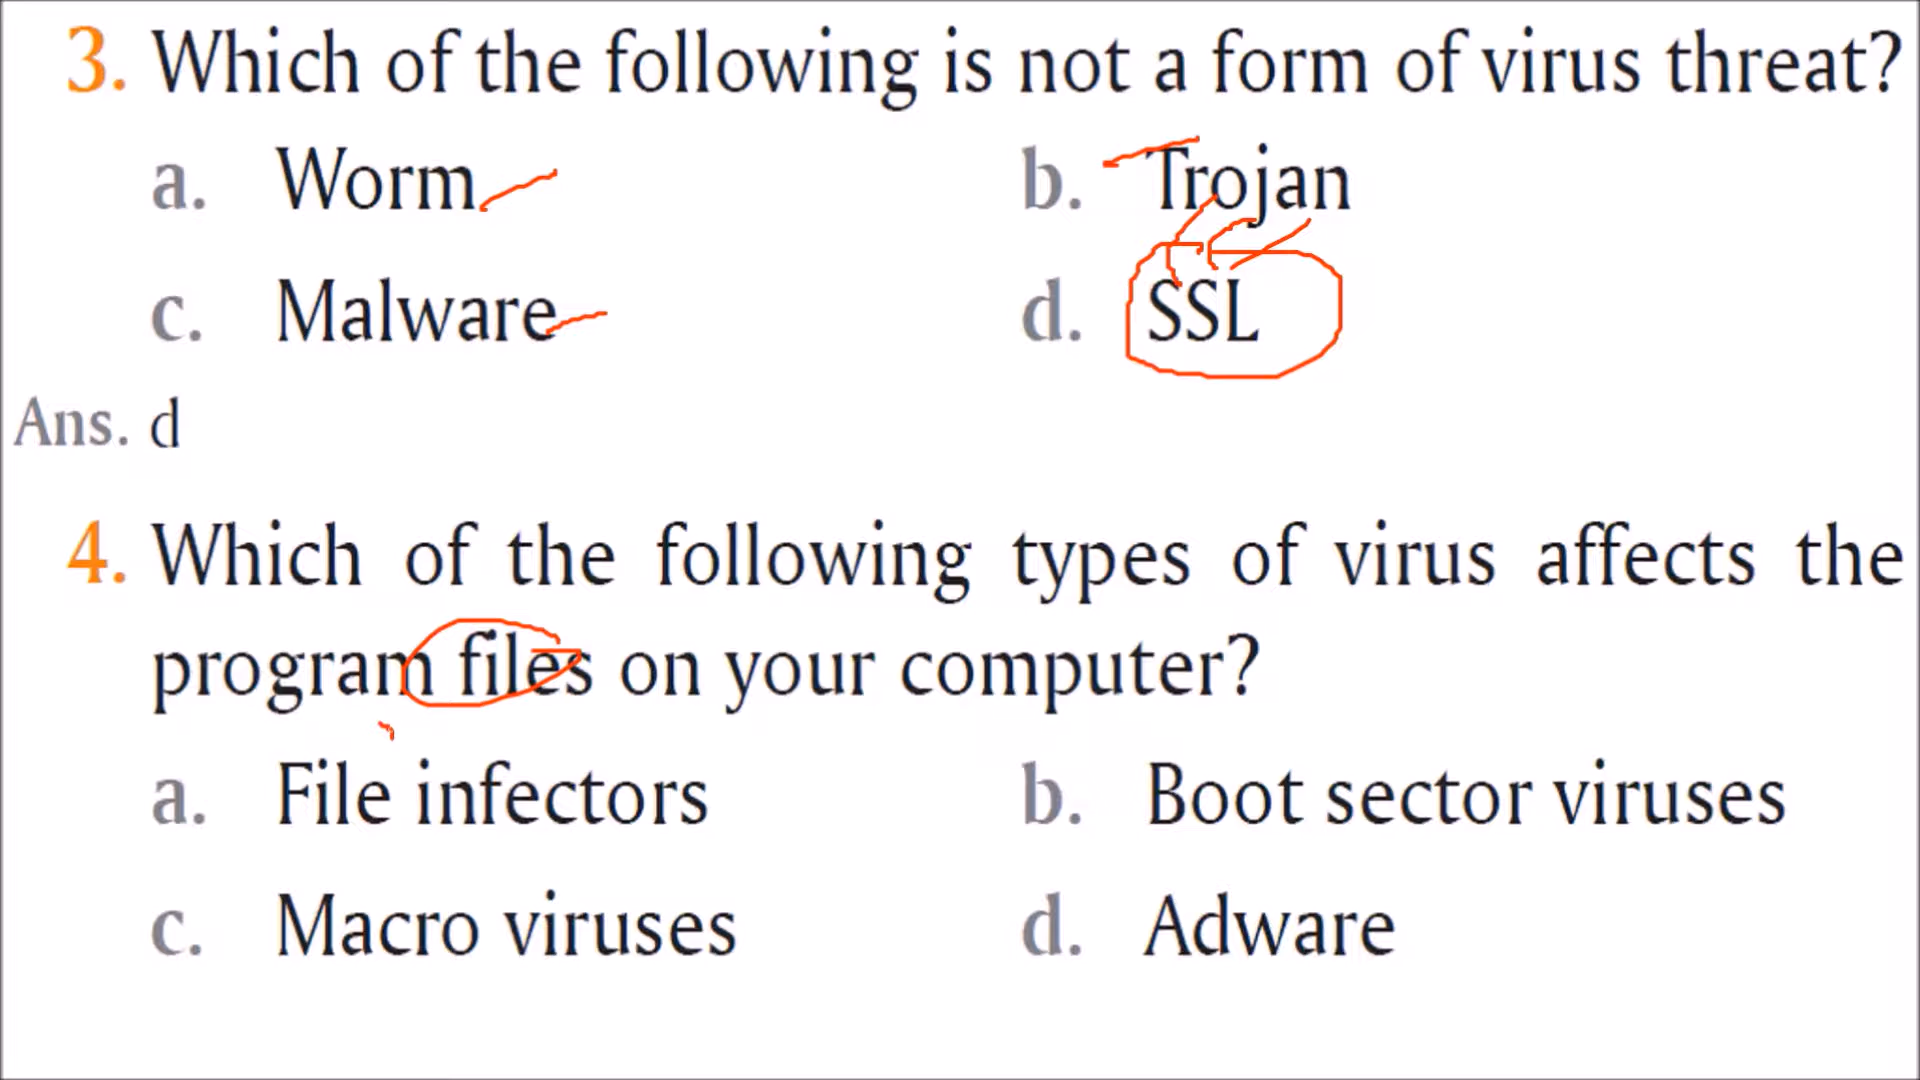 3. Which of the following is not a form of virus threat?
a. Worm b. Trojan
c. Malware d. SSL
Ans. d
4. Which of the following types of virus affects the
program files on your computer?
a. File infectors b. Boot sector viruses
c. Macro viruses d. Adware